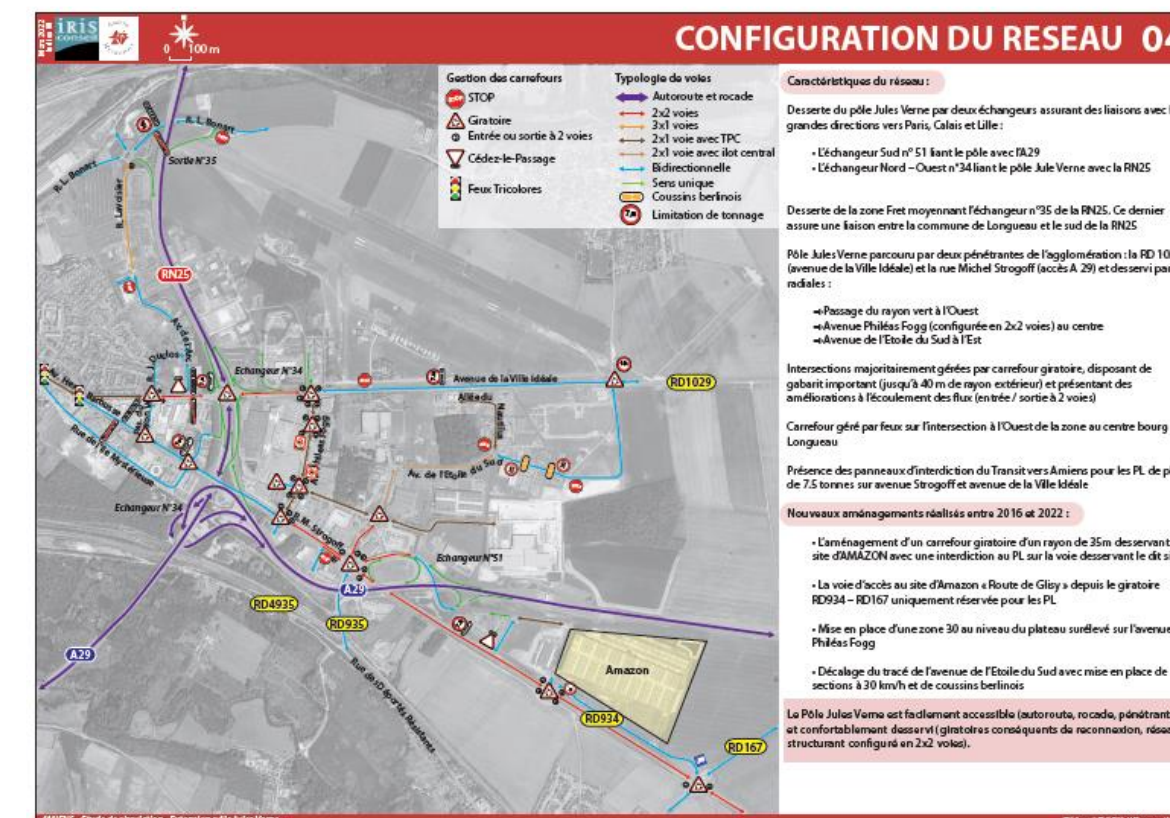 Mars 2022
iRiS
conseil
0 100 m
CONFIGURATION DU RESEAU 04
Gestion des carrefours
STOP
Giratoire
Entrée ou sortie à 2 voies
Cédez-le-Passage
Feux Tricolores
Typologie de voies
Autoroute et rocade
2x2 voies
3x1 voies
2x1 voie avec TPC
2x1 voie avec ilot central
Bidirectionnelle
Sens unique
Coussins berlinois
Limitation de tonnage
R. L. Bonart
Sortie N°35
R. L. Bonart
R. Lavoisier
RN25
R. J. Duclos
Echangeur N°34
Avenue de la Ville Idéale
RD1029
Allée du
Nautilus
Av. de l'Etoile du Sud
Rue de l'Île Mystérieuse
Echangeur N°34
R. M. Strogoff
Echangeur N°51
A29
RD4935
RD935
A29
Rue des Déportés Résistants
Amazon
RD934
RD167
Caractéristiques du réseau :
Desserte du pôle Jules Verne par deux échangeurs assurant des liaisons avec
grandes directions vers Paris, Calais et Lille :
• L'échangeur Sud n° 51 liant le pôle avec l'A29
• L'échangeur Nord – Ouest n°34 liant le pôle Jule Verne avec la RN25
Desserte de la zone Fret moyennant l'échangeur n°35 de la RN25. Ce dernier
assure une liaison entre la commune de Longueau et le sud de la RN25
Pôle Jules Verne parcouru par deux pénétrantes de l'agglomération : la RD 10
(avenue de la Ville Idéale) et la rue Michel Strogoff (accès A 29) et desservi par
radiales :
Passage du rayon vert à l'Ouest
Avenue Philéas Fogg (configurée en 2x2 voies) au centre
Avenue de l'Etoile du Sud à l'Est
Intersections majoritairement gérées par carrefour giratoire, disposant de
gabarit important (jusqu'à 40 m de rayon extérieur) et présentant des
améliorations à l'écoulement des flux (entrée / sortie à 2 voies)
Carrefour géré par feux sur l'intersection à l'Ouest de la zone au centre bourg
Longueau
Présence des panneaux d'interdiction du Transit vers Amiens pour les PL de p
de 7.5 tonnes sur avenue Strogoff et avenue de la Ville Idéale
Nouveaux aménagements réalisés entre 2016 et 2022 :
• L'aménagement d'un carrefour giratoire d'un rayon de 35m desservant
site d'AMAZON avec une interdiction au PL sur la voie desservant le dit si
• La voie d'accès au site d'Amazon « Route de Glisy » depuis le giratoire
RD934 – RD167 uniquement réservée pour les PL
• Mise en place d'une zone 30 au niveau du plateau surélevé sur l'avenue
Philéas Fogg
• Décalage du tracé de l'avenue de l'Etoile du Sud avec mise en place de
sections à 30 km/h et de coussins berlinois
Le Pôle Jules Verne est facilement accessible (autoroute, rocade, pénétrant
et confortablement desservi (giratoires conséquents de reconnexion, résea
structurant configuré en 2x2 voies).